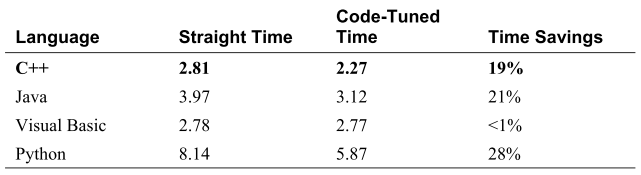 Language Straight Time Code-Tuned Time Time Savings
C++ 2.81 2.27 19%
Java 3.97 3.12 21%
Visual Basic 2.78 2.77 <1%
Python 8.14 5.87 28%